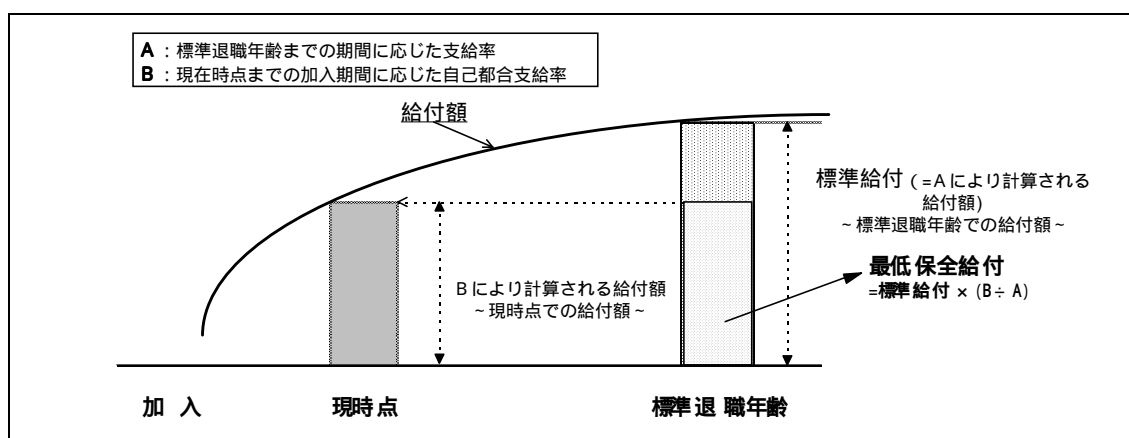 A:標準退職年齢までの期間に応じた支給率
B:現在時点までの加入期間に応じた自己都合支給率
給付額
標準給付(=Aにより計算される
給付額)
~標準退職年齢での給付額~
最低保全給付
=標準給付 × (B÷ A)
Bにより計算される給付額
~現時点での給付額~
加 入
現時点
標準退 職年齢